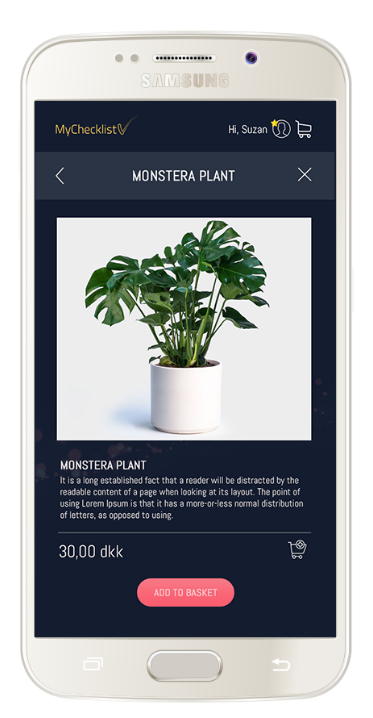 SAMSUNG
MyChecklist
Hi, Suzan
MONSTERA PLANT
MONSTERA PLANT
It is a long established fact that a reader will be distracted by the
readable content of a page when looking at its layout. The point of
using Lorem Ipsum is that it has a more-or-less normal distribution
of letters, as opposed to using.
30,00 dkk
ADD TO BASKET